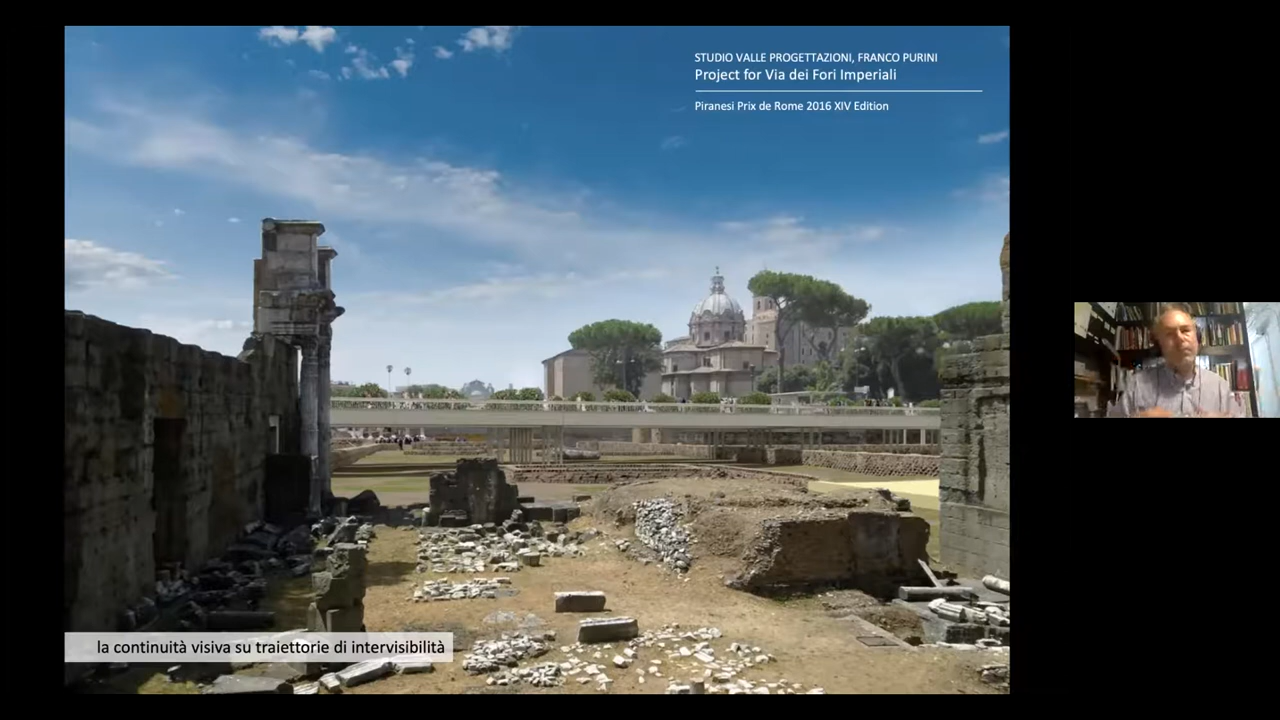 STUDIO VALLE PROGETTAZIONI, FRANCO PURINI
Project for Via dei Fori Imperiali
Piranesi Prix de Rome 2016 XIV Edition
la continuità visiva su traiettorie di intervisibilità